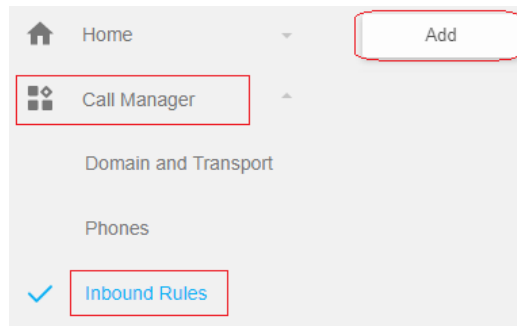 Home
Add
Call Manager
Domain and Transport
Phones
Inbound Rules